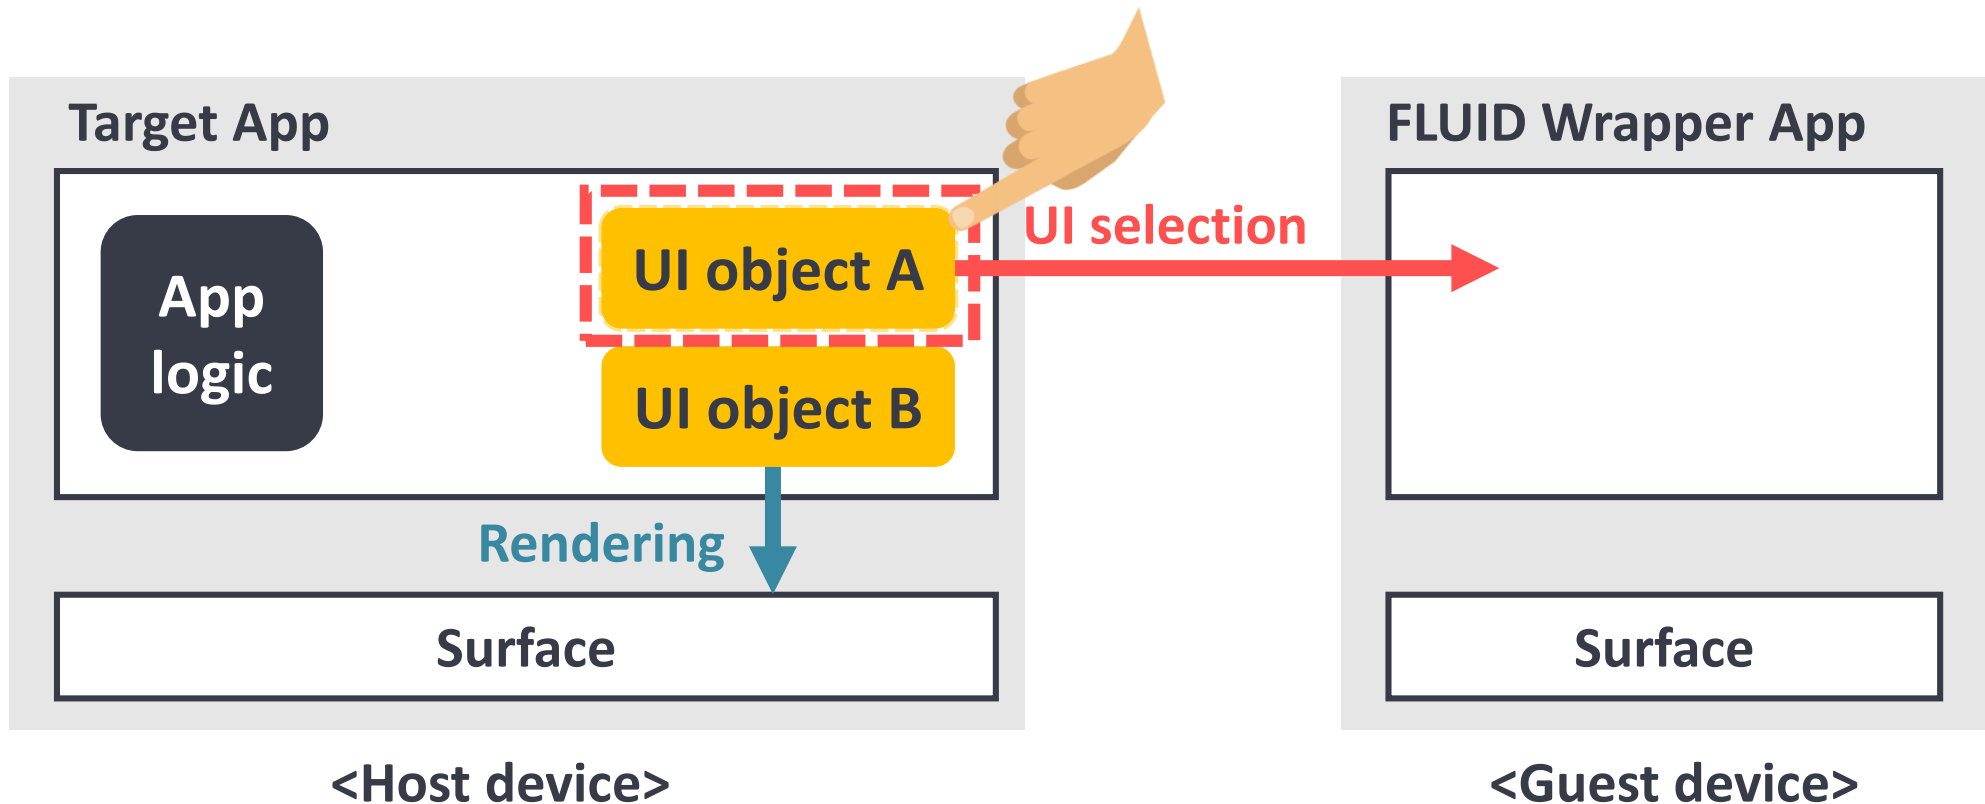 Target App
FLUID Wrapper App
App
logic
UI object A
UI selection
UI object B
Rendering
Surface
Surface
<Host device>
<Guest device>